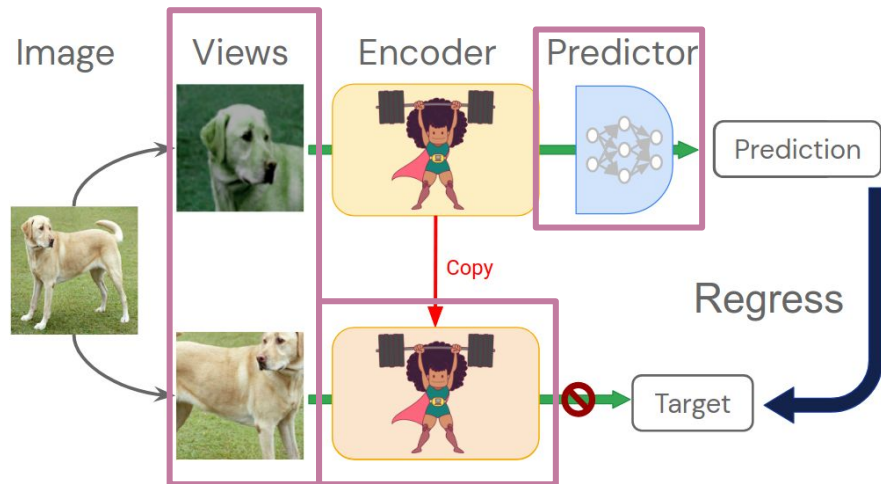 Image
Views
Encoder
Predictor
Prediction
Copy
Regress
Target